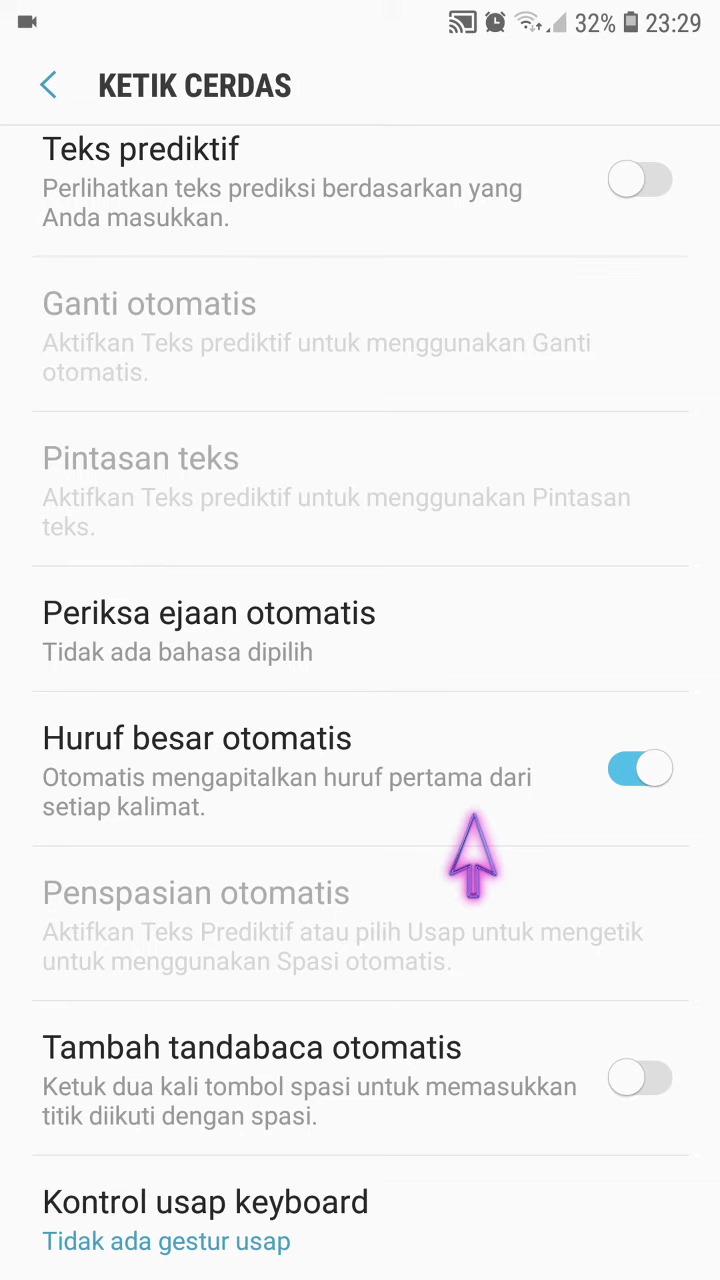 32% 23:29
KETIK CERDAS
Teks prediktif
Perlihatkan teks prediksi berdasarkan yang
Anda masukkan.
Ganti otomatis
Aktifkan Teks prediktif untuk menggunakan Ganti
otomatis.
Pintasan teks
Aktifkan Teks prediktif untuk menggunakan Pintasan
teks.
Periksa ejaan otomatis
Tidak ada bahasa dipilih
Huruf besar otomatis
Otomatis mengapitalkan huruf pertama dari
setiap kalimat.
Penspasian otomatis
Aktifkan Teks Prediktif atau pilih Usap untuk mengetik
untuk menggunakan Spasi otomatis.
Tambah tandabaca otomatis
Ketuk dua kali tombol spasi untuk memasukkan
titik diikuti dengan spasi.
Kontrol usap keyboard
Tidak ada gestur usap